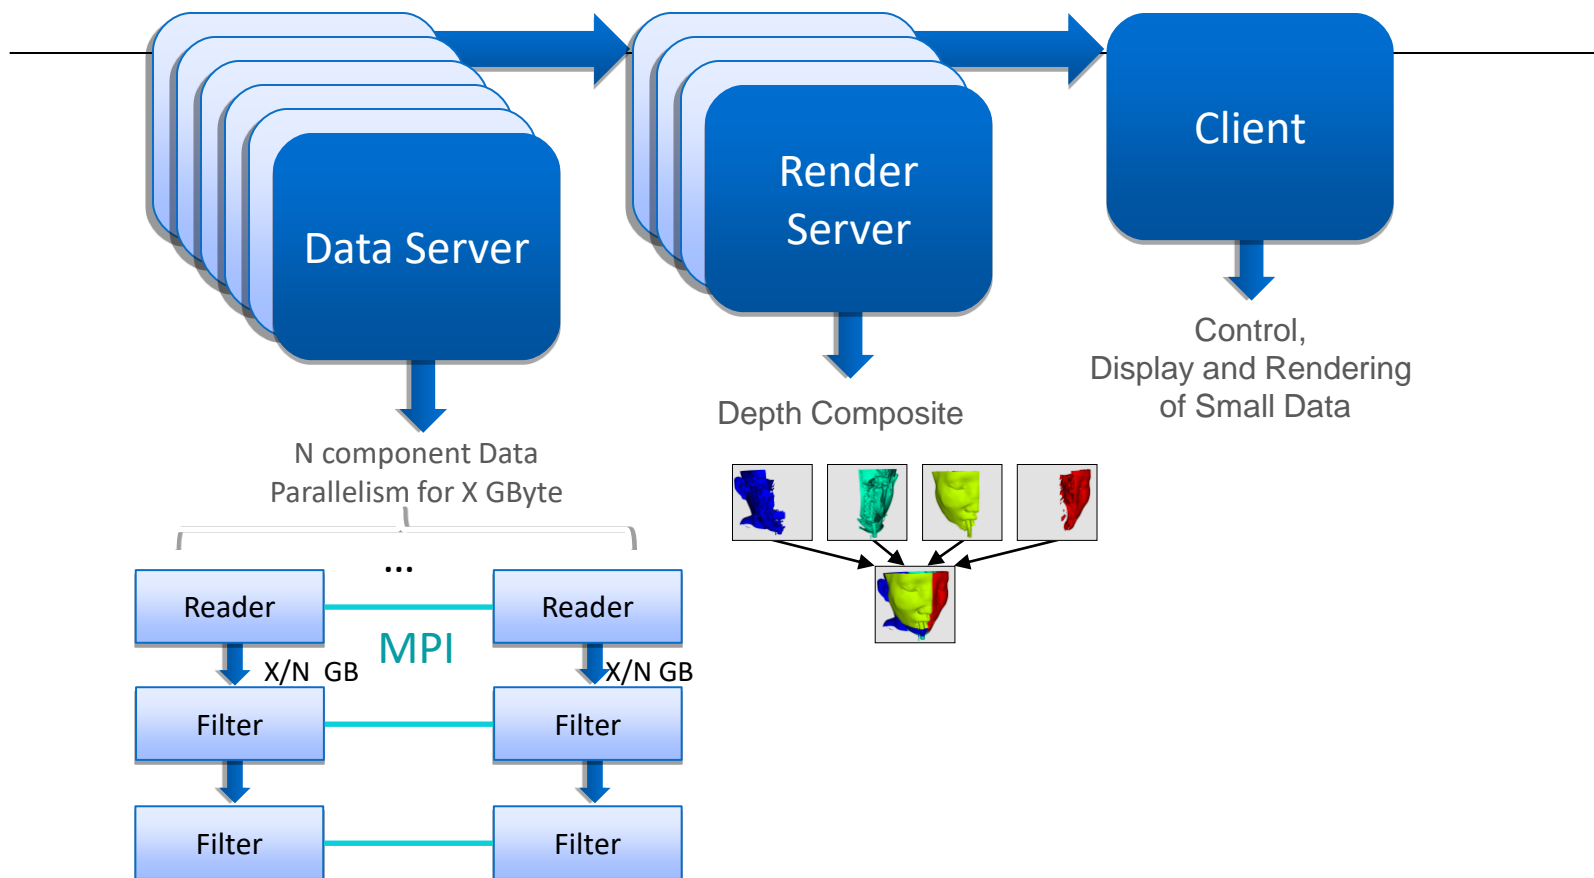 Data Server
Render
Server
Client
Control,
Display and Rendering
of Small Data
Depth Composite
N component Data
Parallelism for X GByte
...
Reader
Reader
MPI
X/N GB
X/N GB
Filter
Filter
Filter
Filter